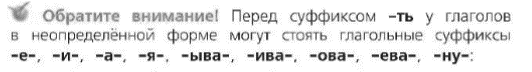 Обратите внимание! Перед суффиксом –ть у глаголов
в неопределённой форме могут стоять глагольные суффиксы
-е-, -и-, -а-, -я-, -ыва-, -ива-, -ова-, -ева-, -ну-: